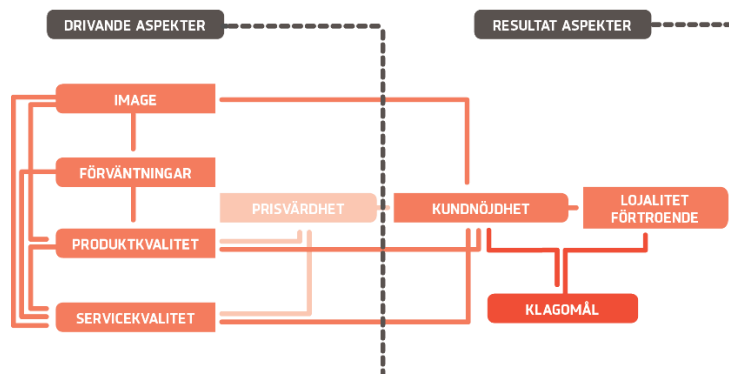 DRIVANDE ASPEKTER
RESULTAT ASPEKTER
IMAGE
FÖRVÄNTNINGAR
PRISVÄRDHET
KUNDNÖJDHET
LOJALITET
FÖRTROENDE
PRODUKTKVALITET
SERVICEKVALITET
KLAGOMÅL